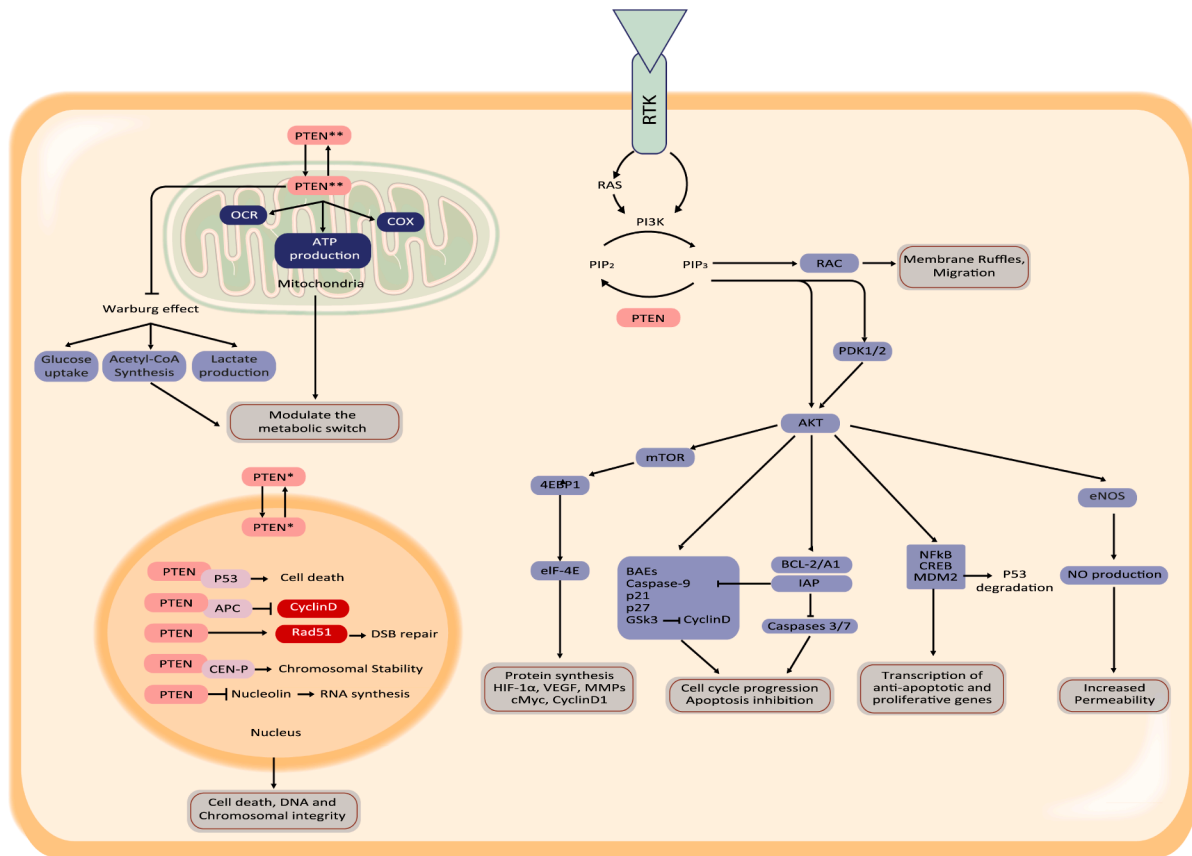 RTK
RAS
PI3K
PIP₂
PIP₃
PTEN
RAC
Membrane Ruffles,
Migration
PDK1/2
AKT
mTOR
4EBP1
eIF-4E
Protein synthesis
HIF-1α, VEGF, MMPs
cMyc, CyclinD1
BAEs
Caspase-9
p21
p27
GSk3
CyclinD
BCL-2/A1
IAP
Caspases 3/7
Cell cycle progression
Apoptosis inhibition
NFkB
CREB
MDM2
P53
degradation
Transcription of
anti-apoptotic and
proliferative genes
eNOS
NO production
Increased
Permeability
PTEN**
PTEN**
OCR
COX
ATP
production
Mitochondria
Warburg effect
Glucose
uptake
Acetyl-CoA
Synthesis
Lactate
production
Modulate the
metabolic switch
PTEN*
PTEN*
PTEN P53 Cell death
PTEN APC CyclinD
PTEN Rad51 DSB repair
PTEN CEN-P Chromosomal Stability
PTEN Nucleolin RNA synthesis
Nucleus
Cell death, DNA and
Chromosomal integrity